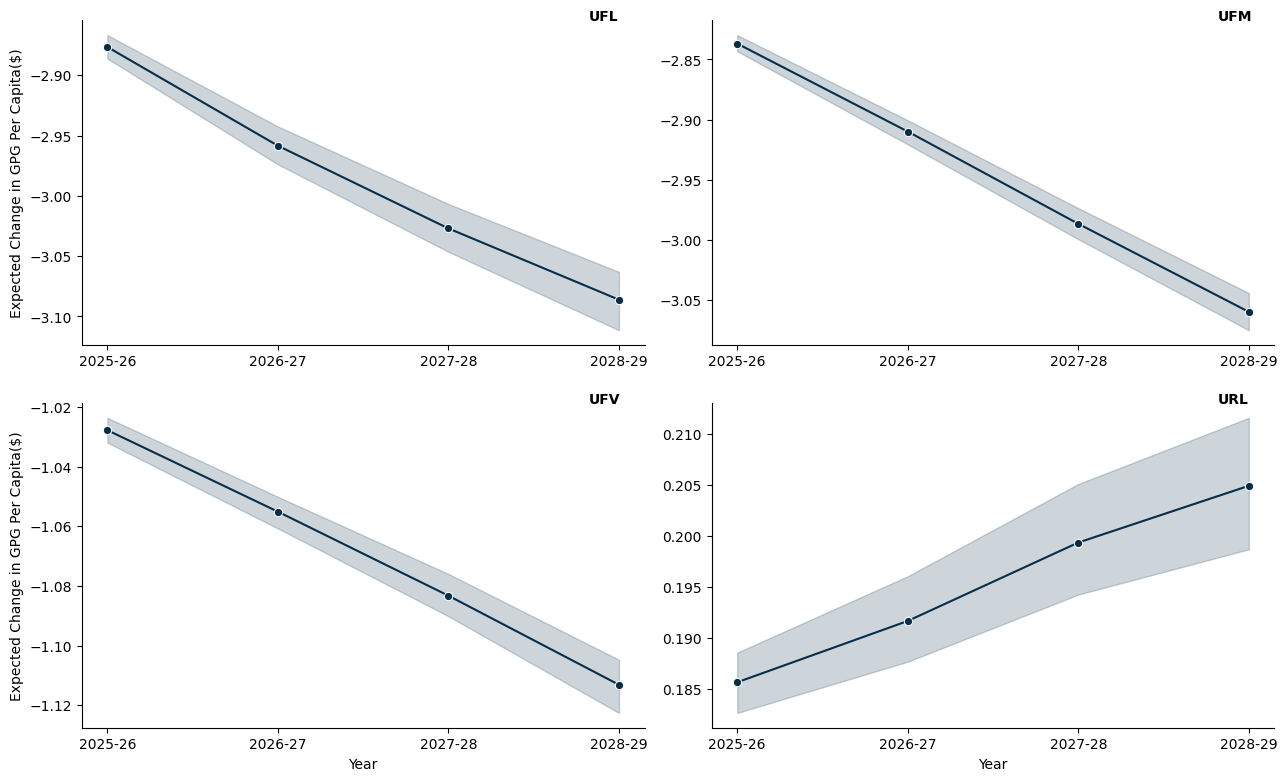 UFL
Expected Change in GPG Per Capita($)
−2.90
−2.95
−3.00
−3.05
−3.10
2025-26 2026-27 2027-28 2028-29
UFM
−2.85
−2.90
−2.95
−3.00
−3.05
2025-26 2026-27 2027-28 2028-29
UFV
Expected Change in GPG Per Capita($)
−1.02
−1.04
−1.06
−1.08
−1.10
−1.12
2025-26 2026-27 2027-28 2028-29
Year
URL
0.210
0.205
0.200
0.195
0.190
0.185
2025-26 2026-27 2027-28 2028-29
Year